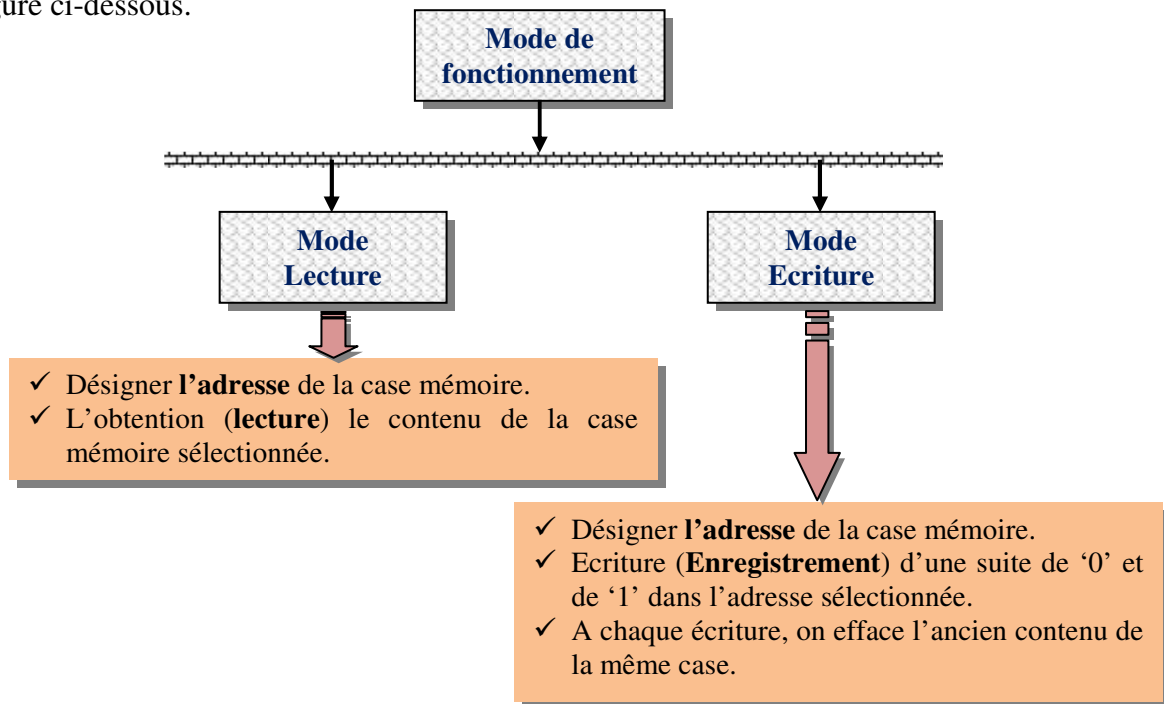 gure ci-dessous.
Mode de
fonctionnement
Mode
Lecture
Mode
Ecriture
✓ Désigner l’adresse de la case mémoire.
✓ L’obtention (lecture) le contenu de la case
mémoire sélectionnée.
✓ Désigner l’adresse de la case mémoire.
✓ Ecriture (Enregistrement) d’une suite de ‘0’ et
de ‘1’ dans l’adresse sélectionnée.
✓ A chaque écriture, on efface l’ancien contenu de
la même case.